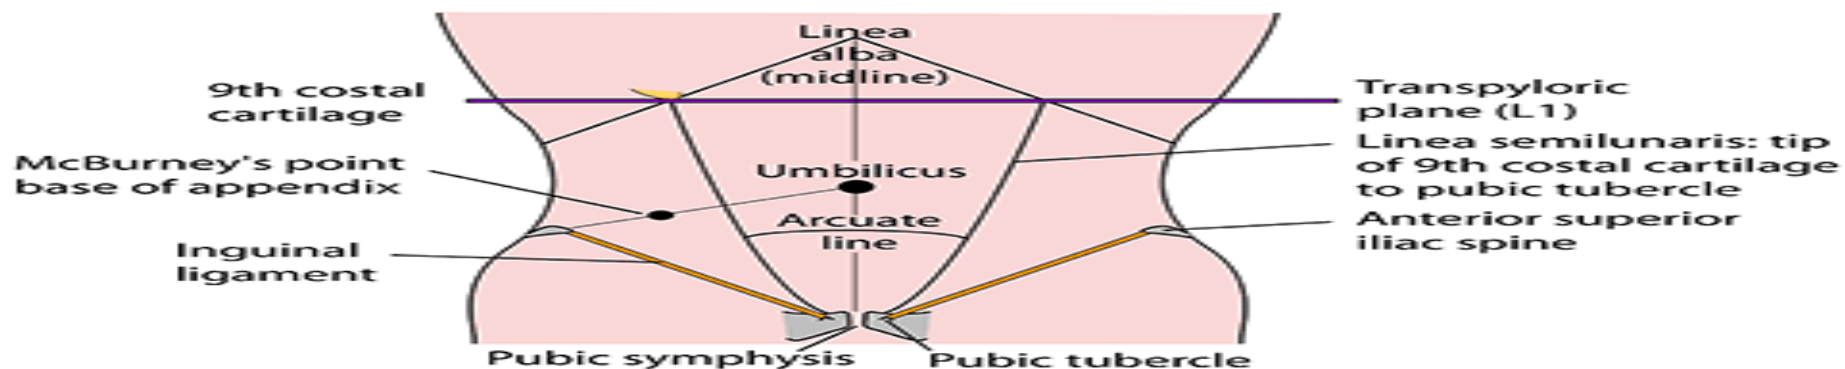 Linea
alba
(midline)
9th costal
cartilage
Transpyloric
plane (L1)
McBurney's point
base of appendix
Umbilicus
Linea semilunaris: tip
of 9th costal cartilage
to pubic tubercle
Arcuate
line
Anterior superior
iliac spine
Inguinal
ligament
Pubic symphysis
Pubic tubercle